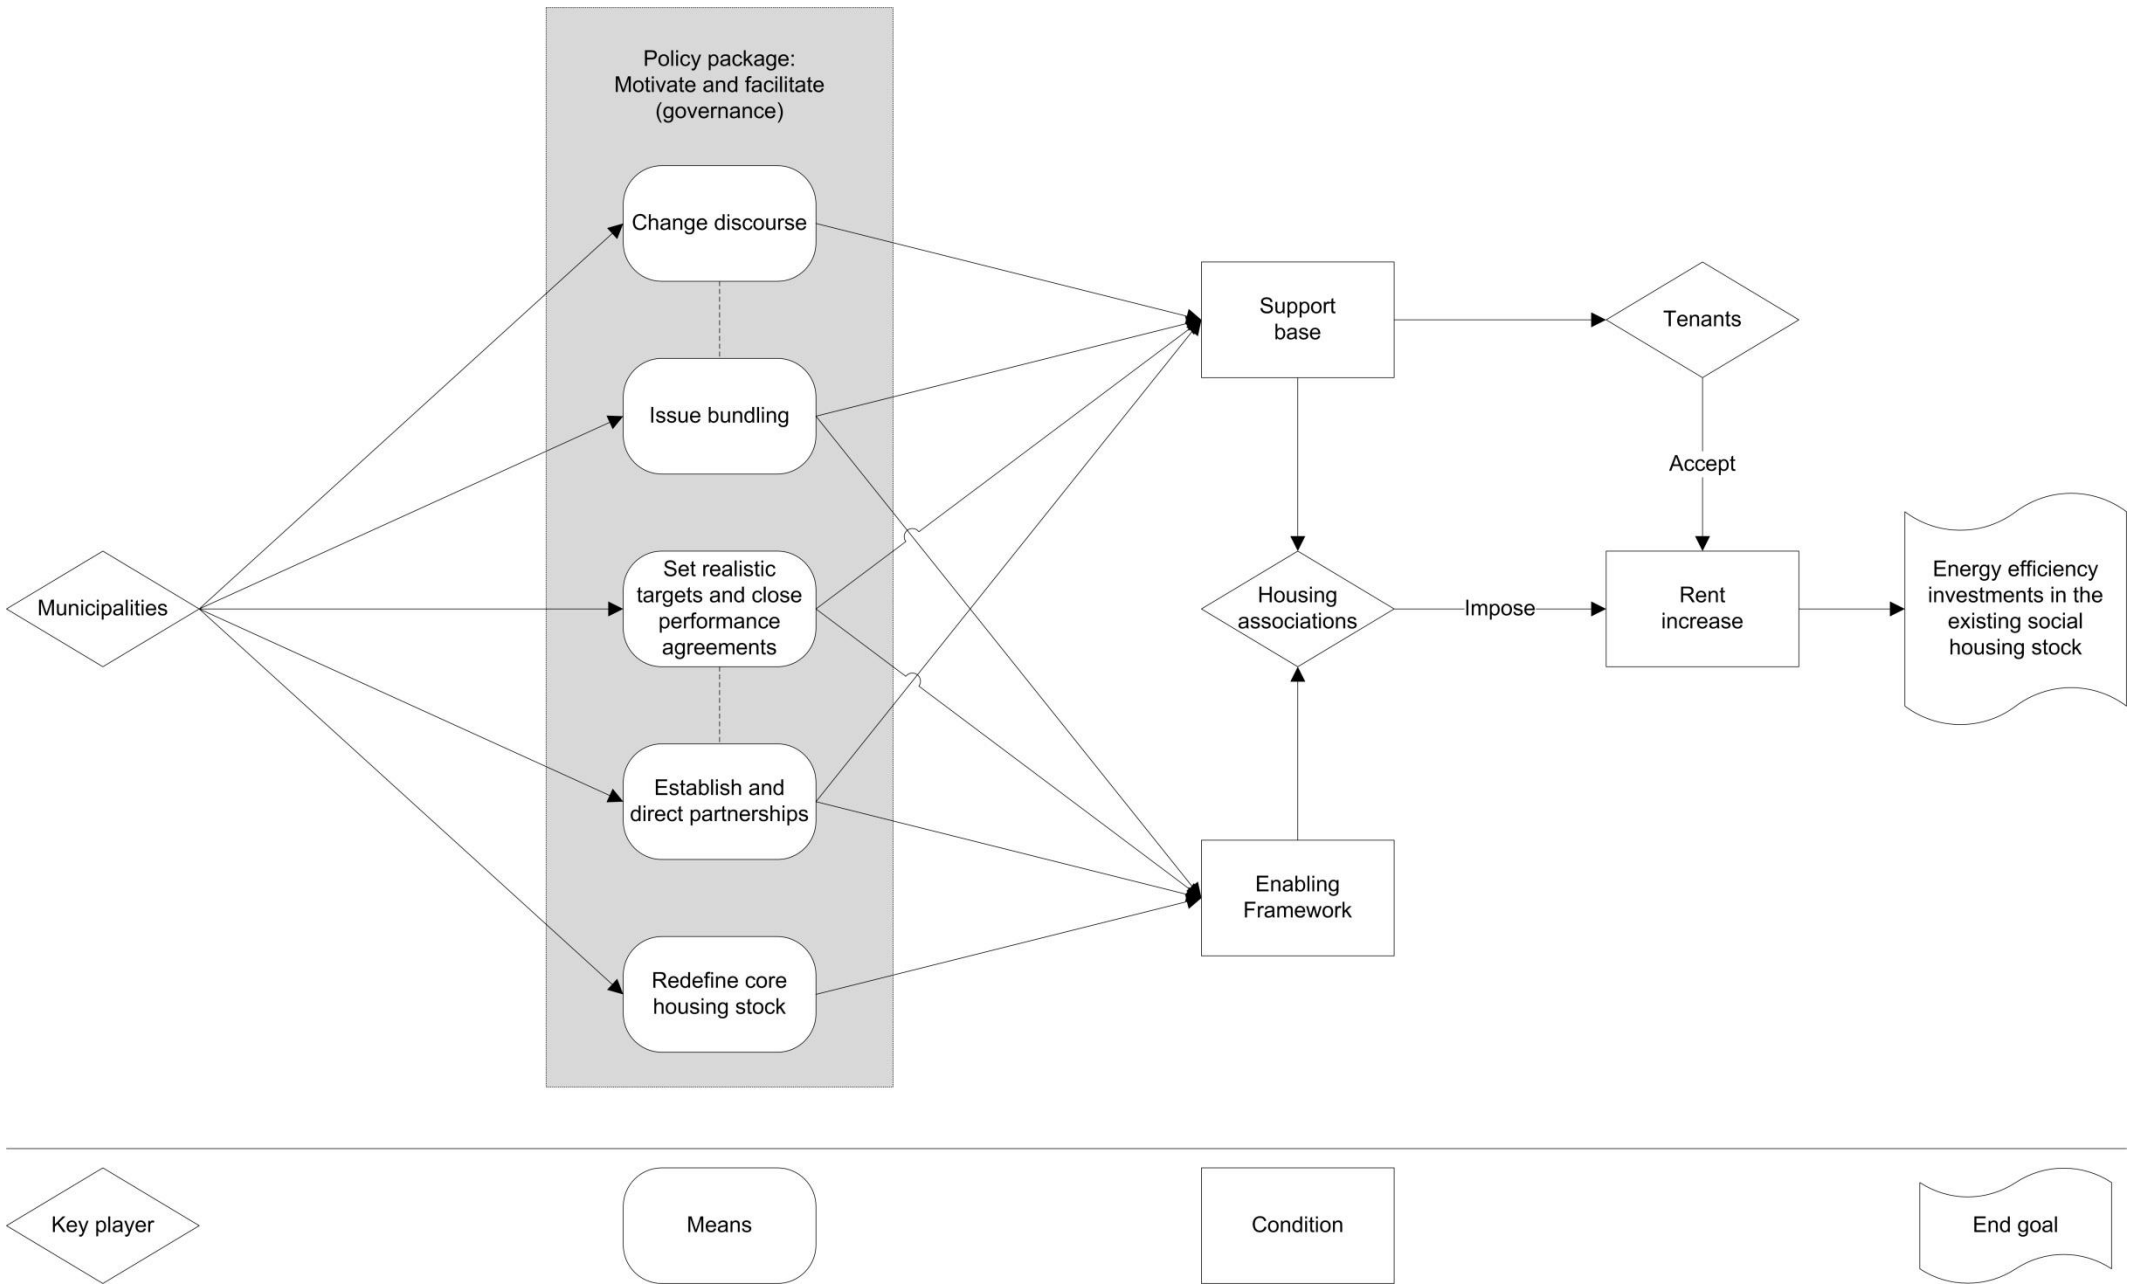 Policy package:
Motivate and facilitate
(governance)
Change discourse
Issue bundling
Set realistic
targets and close
performance
agreements
Establish and
direct partnerships
Redefine core
housing stock
Municipalities
Support
base
Tenants
Accept
Housing
associations
Impose
Rent
increase
Energy efficiency
investments in the
existing social
housing stock
Enabling
Framework
Key player
Means
Condition
End goal